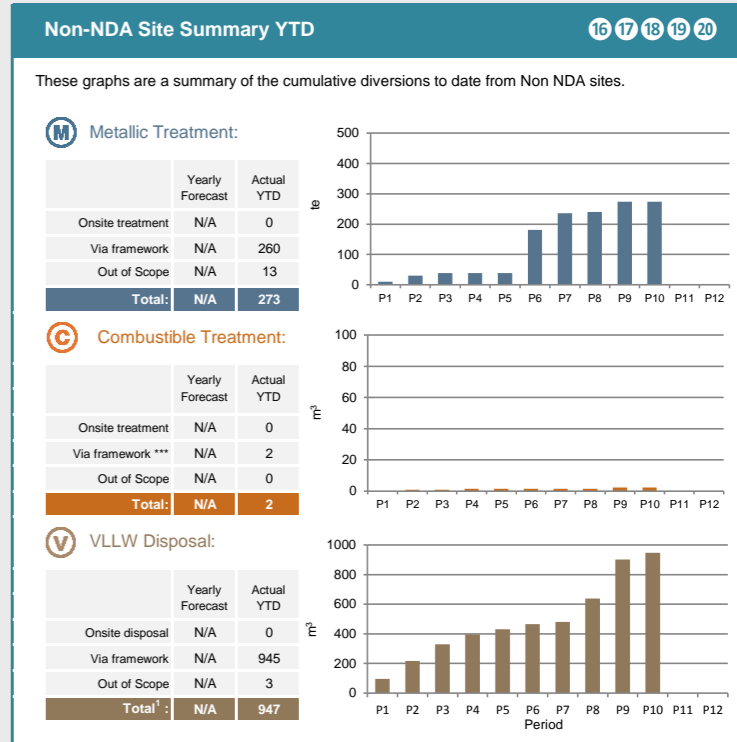 Non-NDA Site Summary YTD
16 17 18 19 20
These graphs are a summary of the cumulative diversions to date from Non NDA sites.
M Metallic Treatment:
Yearly Forecast Actual YTD
Onsite treatment N/A 0
Via framework N/A 260
Out of Scope N/A 13
Total: N/A 273
te
500
400
300
200
100
0
P1 P2 P3 P4 P5 P6 P7 P8 P9 P10 P11 P12
C Combustible Treatment:
Yearly Forecast Actual YTD
Onsite treatment N/A 0
Via framework *** N/A 2
Out of Scope N/A 0
Total: N/A 2
m³
100
80
60
40
20
0
P1 P2 P3 P4 P5 P6 P7 P8 P9 P10 P11 P12
V VLLW Disposal:
Yearly Forecast Actual YTD
Onsite disposal N/A 0
Via framework N/A 945
Out of Scope N/A 3
Total¹ : N/A 947
m³
1000
800
600
400
200
0
P1 P2 P3 P4 P5 P6 P7 P8 P9 P10 P11 P12
Period